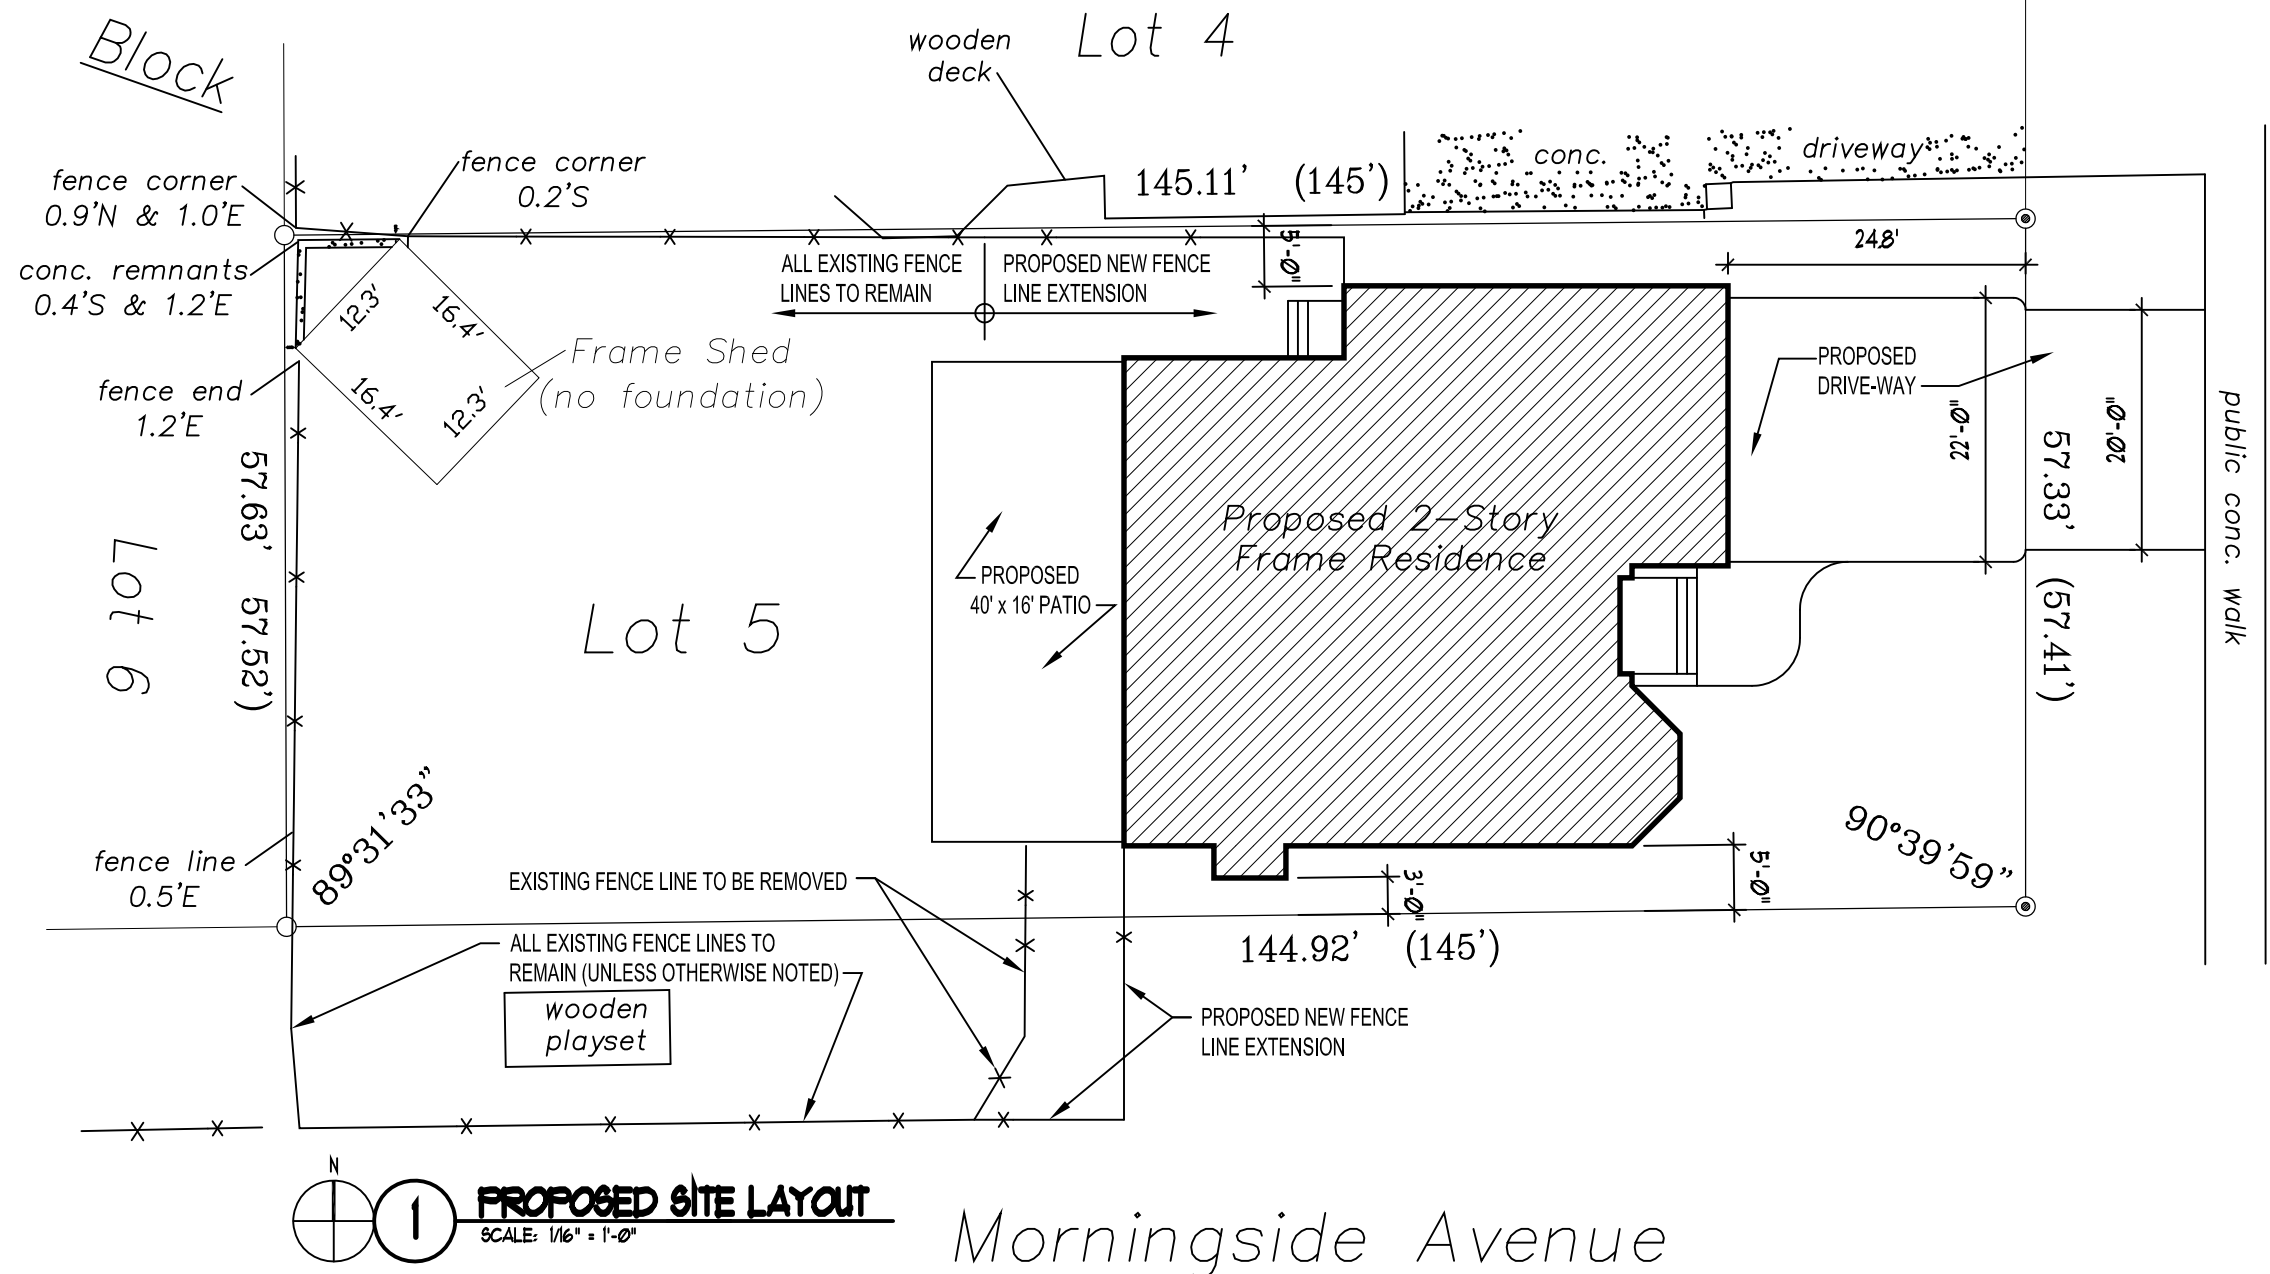 Block
wooden
deck
Lot 4
fence corner
0.9'N & 1.0'E
fence corner
0.2'S
145.11' (145')
conc.
driveway
conc. remnants
0.4'S & 1.2'E
ALL EXISTING FENCE
LINES TO REMAIN
PROPOSED NEW FENCE
LINE EXTENSION
5'-0"
24.8'
12.3'
16.4'
16.4'
12.3'
Frame Shed
(no foundation)
fence end
1.2'E
PROPOSED
DRIVE-WAY
22'-0"
20'-0"
57.33' (57.41')
public conc. walk
57.63' 57.52')
Lot 6
Lot 5
PROPOSED
40' x 16' PATIO
Proposed 2-Story
Frame Residence
fence line
0.5'E
89°31'33"
90°39'59"
EXISTING FENCE LINE TO BE REMOVED
3'-0"
5'-0"
144.92' (145')
ALL EXISTING FENCE LINES TO
REMAIN (UNLESS OTHERWISE NOTED)
wooden
playset
PROPOSED NEW FENCE
LINE EXTENSION
N
1
PROPOSED SITE LAYOUT
SCALE: 1/16" = 1'-0"
Morningside Avenue